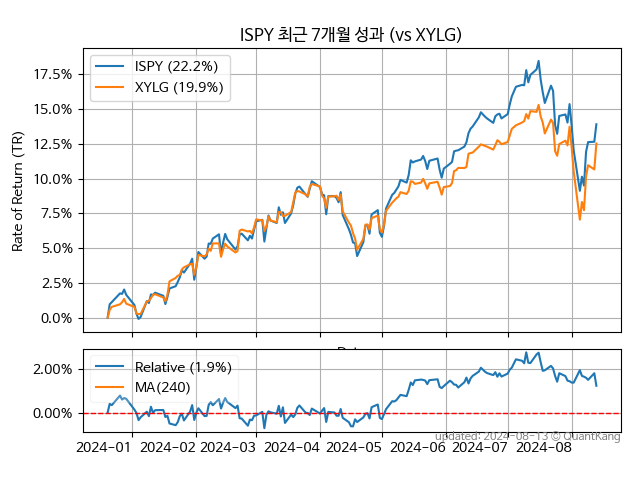 ISPY 최근 7개월 성과 (vs XYLG)
ISPY (22.2%)
XYLG (19.9%)
Rate of Return (TR)
17.5%
15.0%
12.5%
10.0%
7.5%
5.0%
2.5%
0.0%
Relative (1.9%)
MA(240)
2.00%
0.00%
updated: 2024-08-13 © QuantKang
2024-01 2024-02 2024-03 2024-04 2024-05 2024-06 2024-07 2024-08